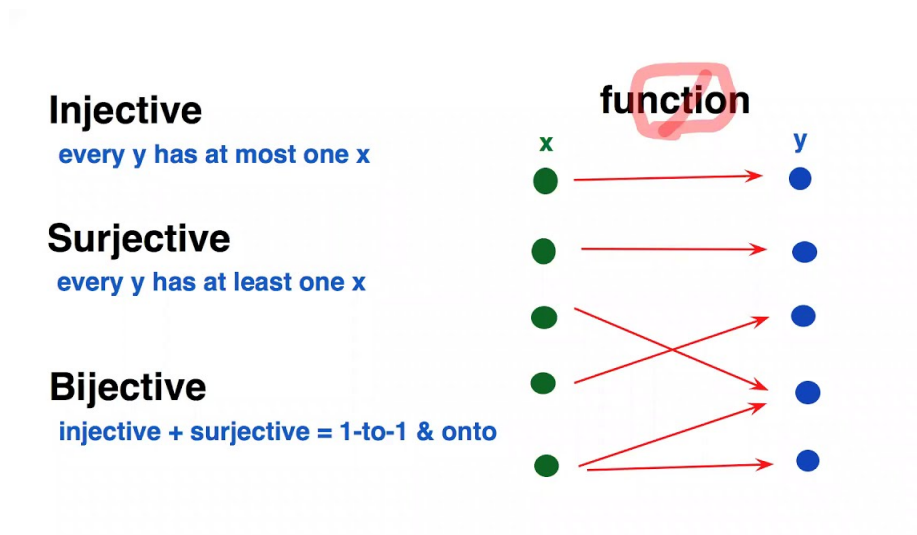 Injective
every y has at most one x
Surjective
every y has at least one x
Bijective
injective + surjective = 1-to-1 & onto
function
x
y